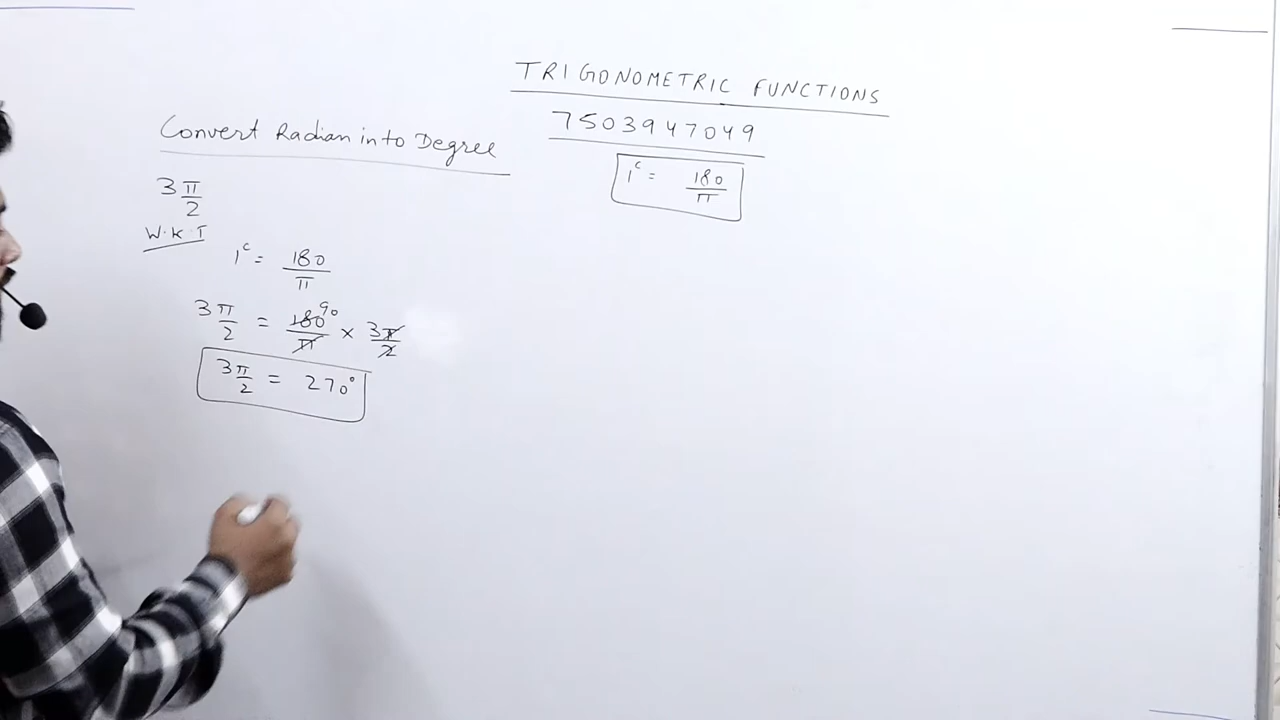 TRIGONOMETRIC FUNCTIONS
7503947049
1ᶜ = 180/π
Convert Radian into Degree
3π/2
W.K.T
1ᶜ = 180/π
3π/2 = 180/π 90 × 3π/2
3π/2 = 270°